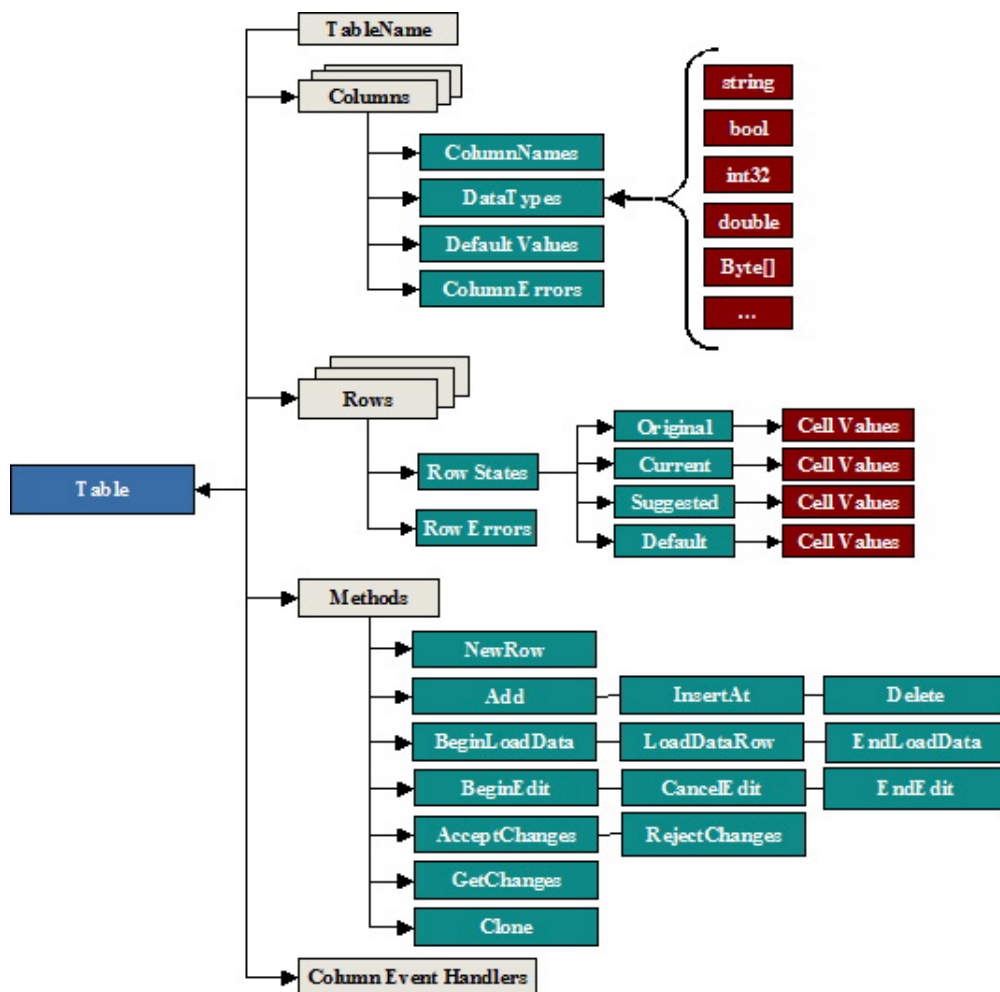 TableName
Columns
ColumnNames
DataTypes
Default Values
ColumnErrors
string
bool
int32
double
Byte[]
...
Rows
Row States
Row Errors
Original
Cell Values
Current
Cell Values
Suggested
Cell Values
Default
Cell Values
Table
Methods
NewRow
Add
InsertAt
Delete
BeginLoadData
LoadDataRow
EndLoadData
BeginEdit
CancelEdit
EndEdit
AcceptChanges
RejectChanges
GetChanges
Clone
Column Event Handlers